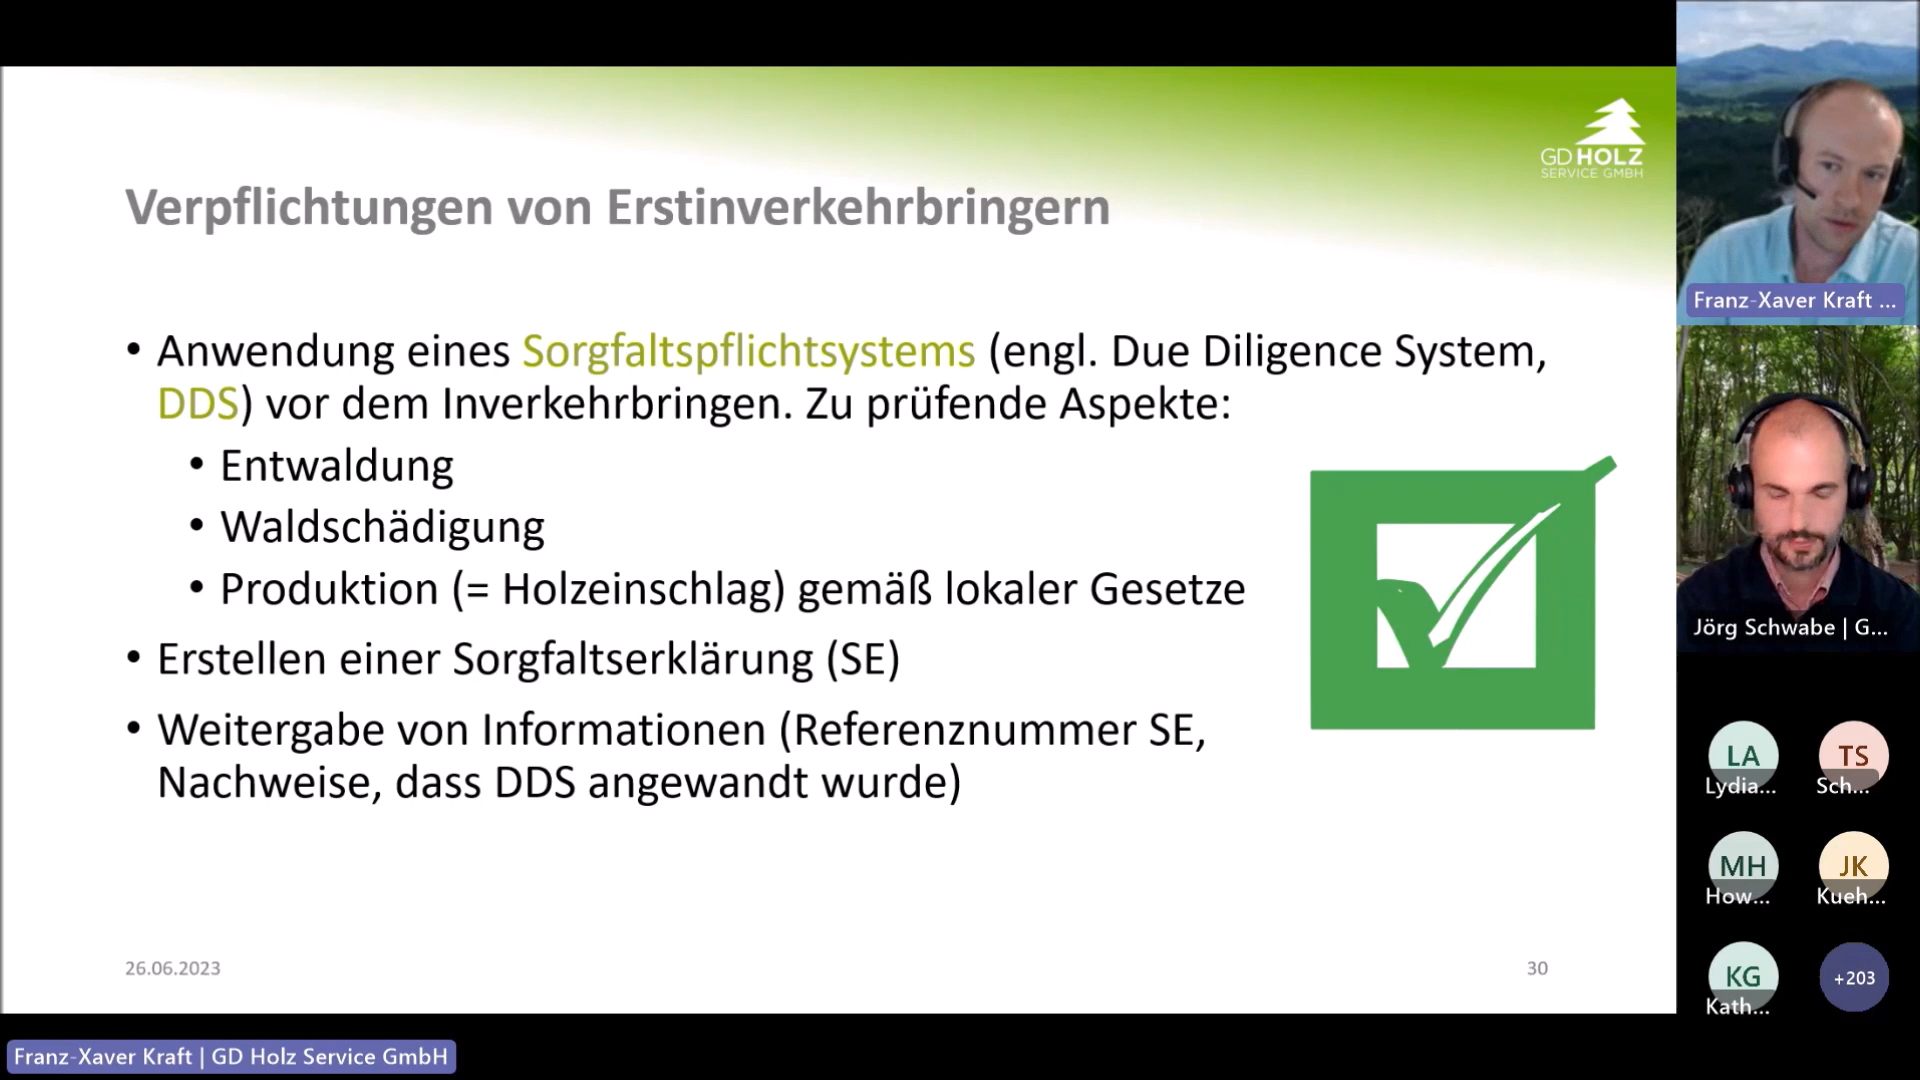 GD HOLZ
SERVICE GMBH
Verpflichtungen von Erstinverkehrbringern
• Anwendung eines Sorgfaltspflichtsystems (engl. Due Diligence System,
DDS) vor dem Inverkehrbringen. Zu prüfende Aspekte:
• Entwaldung
• Waldschädigung
• Produktion (= Holzeinschlag) gemäß lokaler Gesetze
• Erstellen einer Sorgfaltserklärung (SE)
• Weitergabe von Informationen (Referenznummer SE,
Nachweise, dass DDS angewandt wurde)
26.06.2023
30
Franz-Xaver Kraft ...
Jörg Schwabe | G...
LA
Lydia...
TS
Sch...
MH
How...
JK
Kueh...
KG
Kath...
+203
Franz-Xaver Kraft | GD Holz Service GmbH